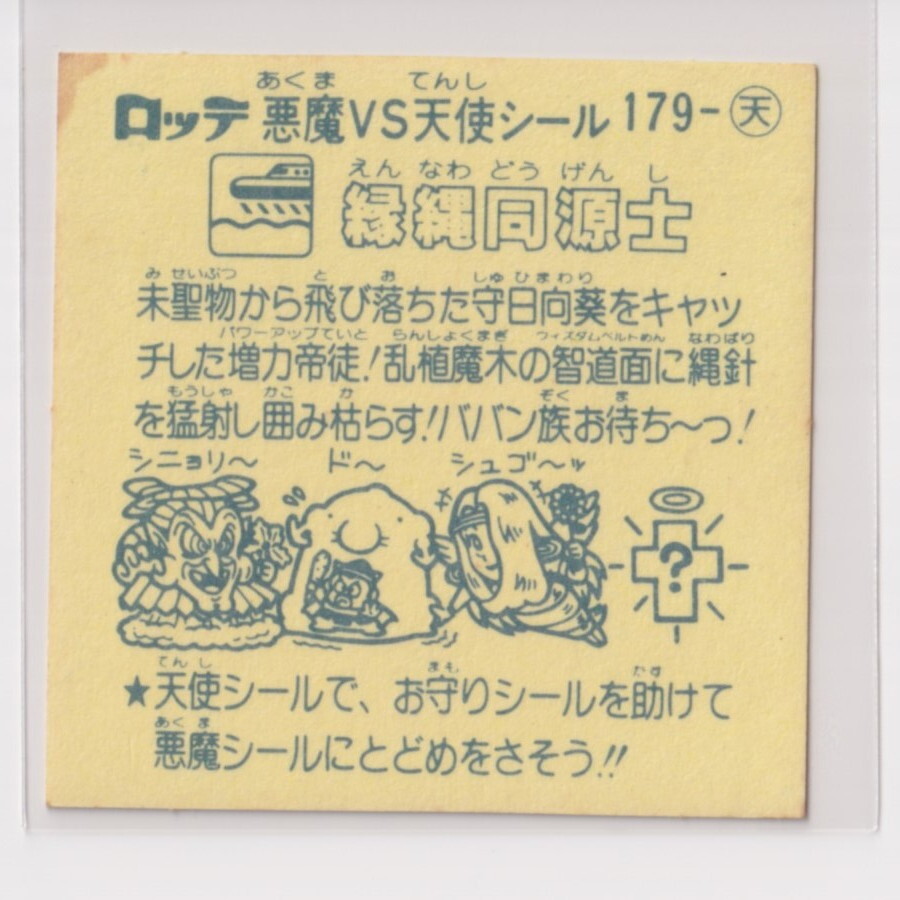 あくま てんし
ロッテ 悪魔VS天使シール 179-天
えん なわ どう げん し
縁縄同源士
み せいぶつ と お しゅ ひまわり
未聖物から飛び落ちた守日向葵をキャッ
パワーアップていと らんしょくまぎ ウィズダムベルトめん なわばり
チした増力帝徒!乱植魔木の智道面に縄針
もうしゃ かこ か ぞく ま
を猛射し囲み枯らす!!ババン族お待ち〜っ!
シニョリ〜 ド〜 シュゴ〜ッ
?
てんし まも たす
★天使シールで、お守りシールを助けて
あくま
悪魔シールにとどめをさそう!!